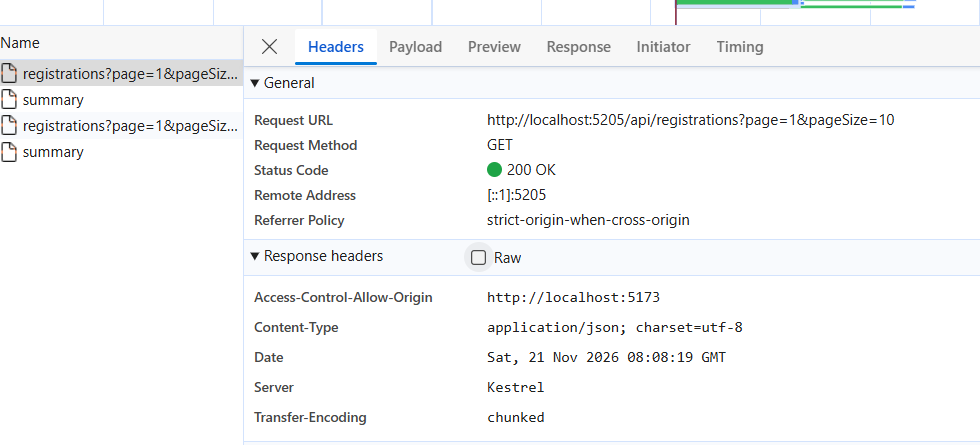 Name
registrations?page=1&pageSiz...
summary
registrations?page=1&pageSiz...
summary
Headers Payload Preview Response Initiator Timing
General
Request URL http://localhost:5205/api/registrations?page=1&pageSize=10
Request Method GET
Status Code 200 OK
Remote Address [::1]:5205
Referrer Policy strict-origin-when-cross-origin
Response headers Raw
Access-Control-Allow-Origin http://localhost:5173
Content-Type application/json; charset=utf-8
Date Sat, 21 Nov 2026 08:08:19 GMT
Server Kestrel
Transfer-Encoding chunked